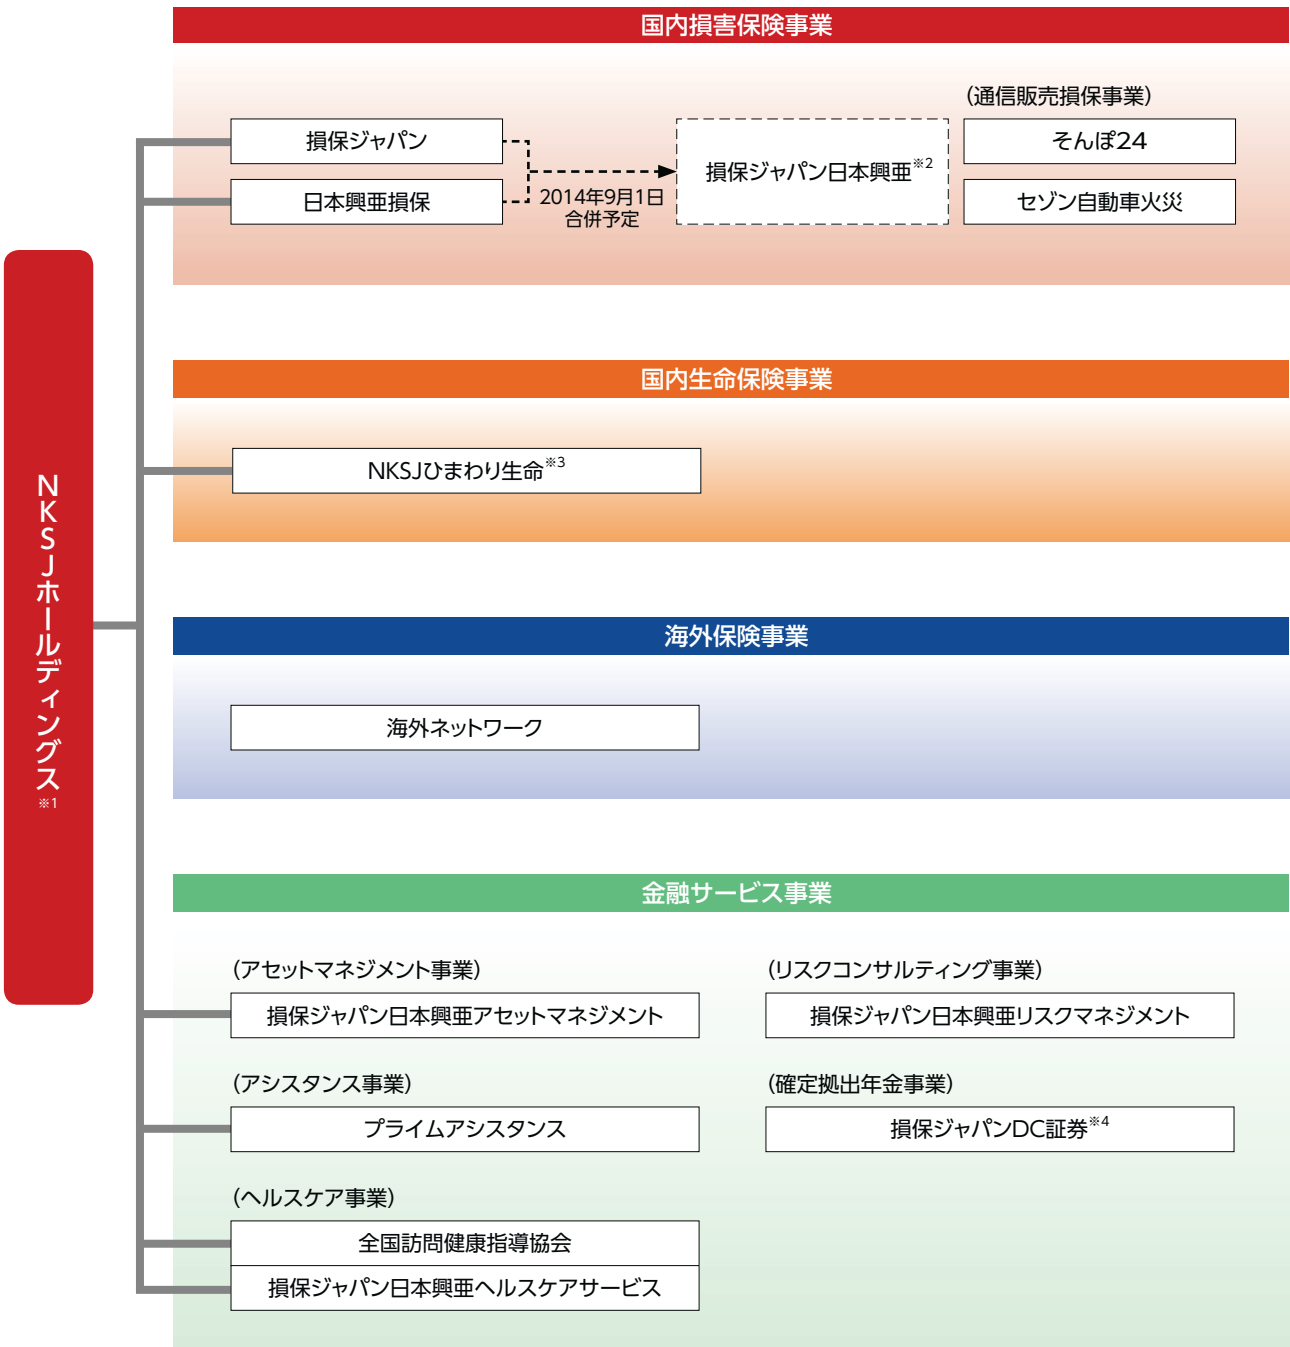 NKSJホールディングス※1
国内損害保険事業
(通信販売損保事業)
損保ジャパン
日本興亜損保
2014年9月1日
合併予定
損保ジャパン日本興亜※2
そんぽ24
セゾン自動車火災
国内生命保険事業
NKSJひまわり生命※3
海外保険事業
海外ネットワーク
金融サービス事業
(アセットマネジメント事業)
損保ジャパン日本興亜アセットマネジメント
(リスクコンサルティング事業)
損保ジャパン日本興亜リスクマネジメント
(アシスタンス事業)
プライムアシスタンス
(確定拠出年金事業)
損保ジャパンDC証券※4
(ヘルスケア事業)
全国訪問健康指導協会
損保ジャパン日本興亜ヘルスケアサービス